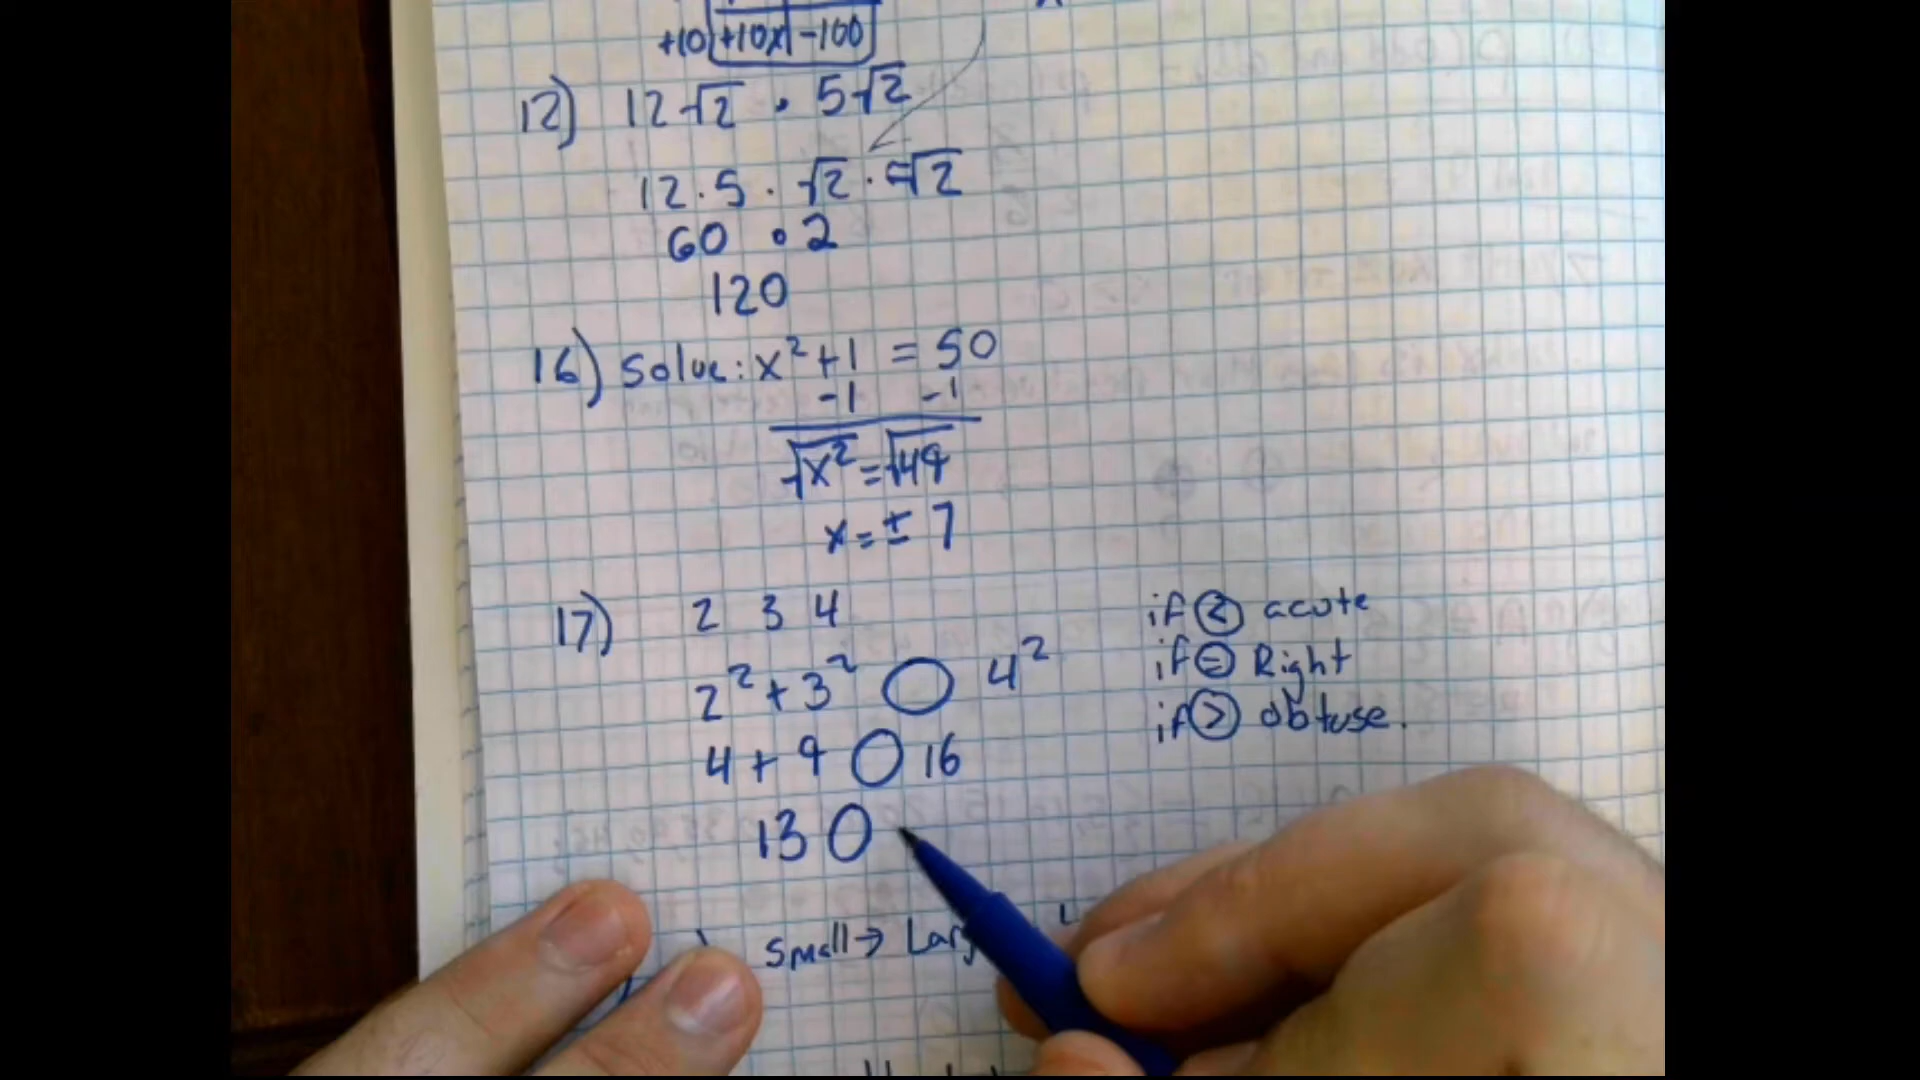 +10 +10x -100
12) 12√2 · 5√2
12 · 5 · √2 · √2
60 · 2
120
16) Solve: x² + 1 = 50
-1 -1
√x² = √49
x = ± 7
17) 2 3 4
2² + 3² ◯ 4²
4 + 9 ◯ 16
13 ◯
if < acute
if = Right
if > obtuse.
Small →